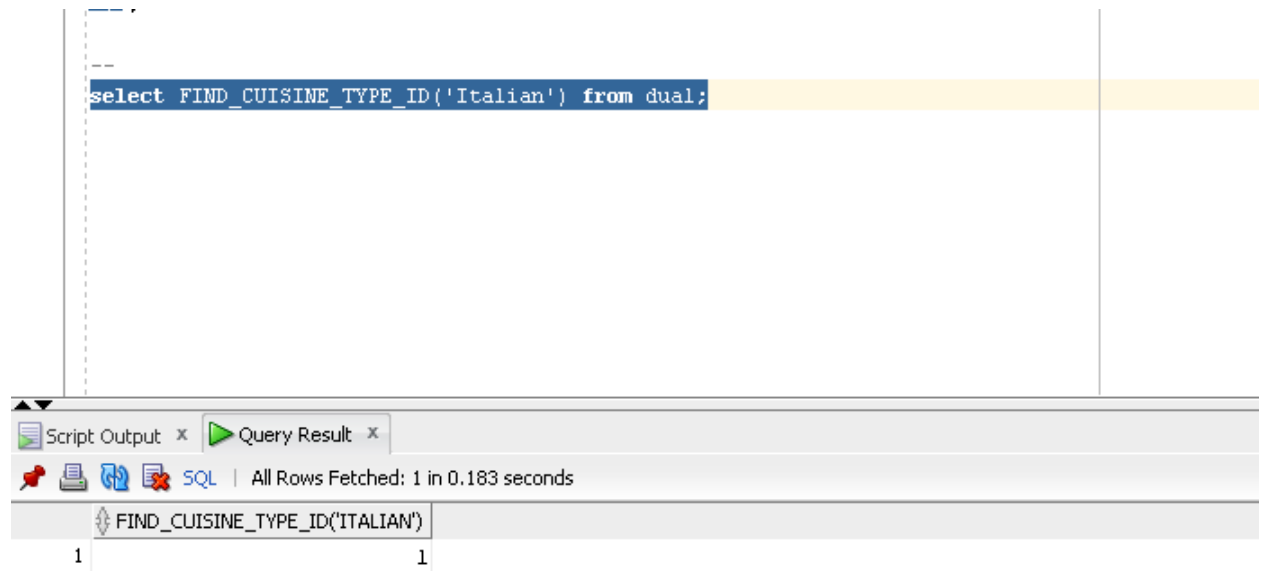 --
select FIND_CUISINE_TYPE_ID('Italian') from dual;
Script Output x Query Result x
SQL | All Rows Fetched: 1 in 0.183 seconds
FIND_CUISINE_TYPE_ID('ITALIAN')
1 1